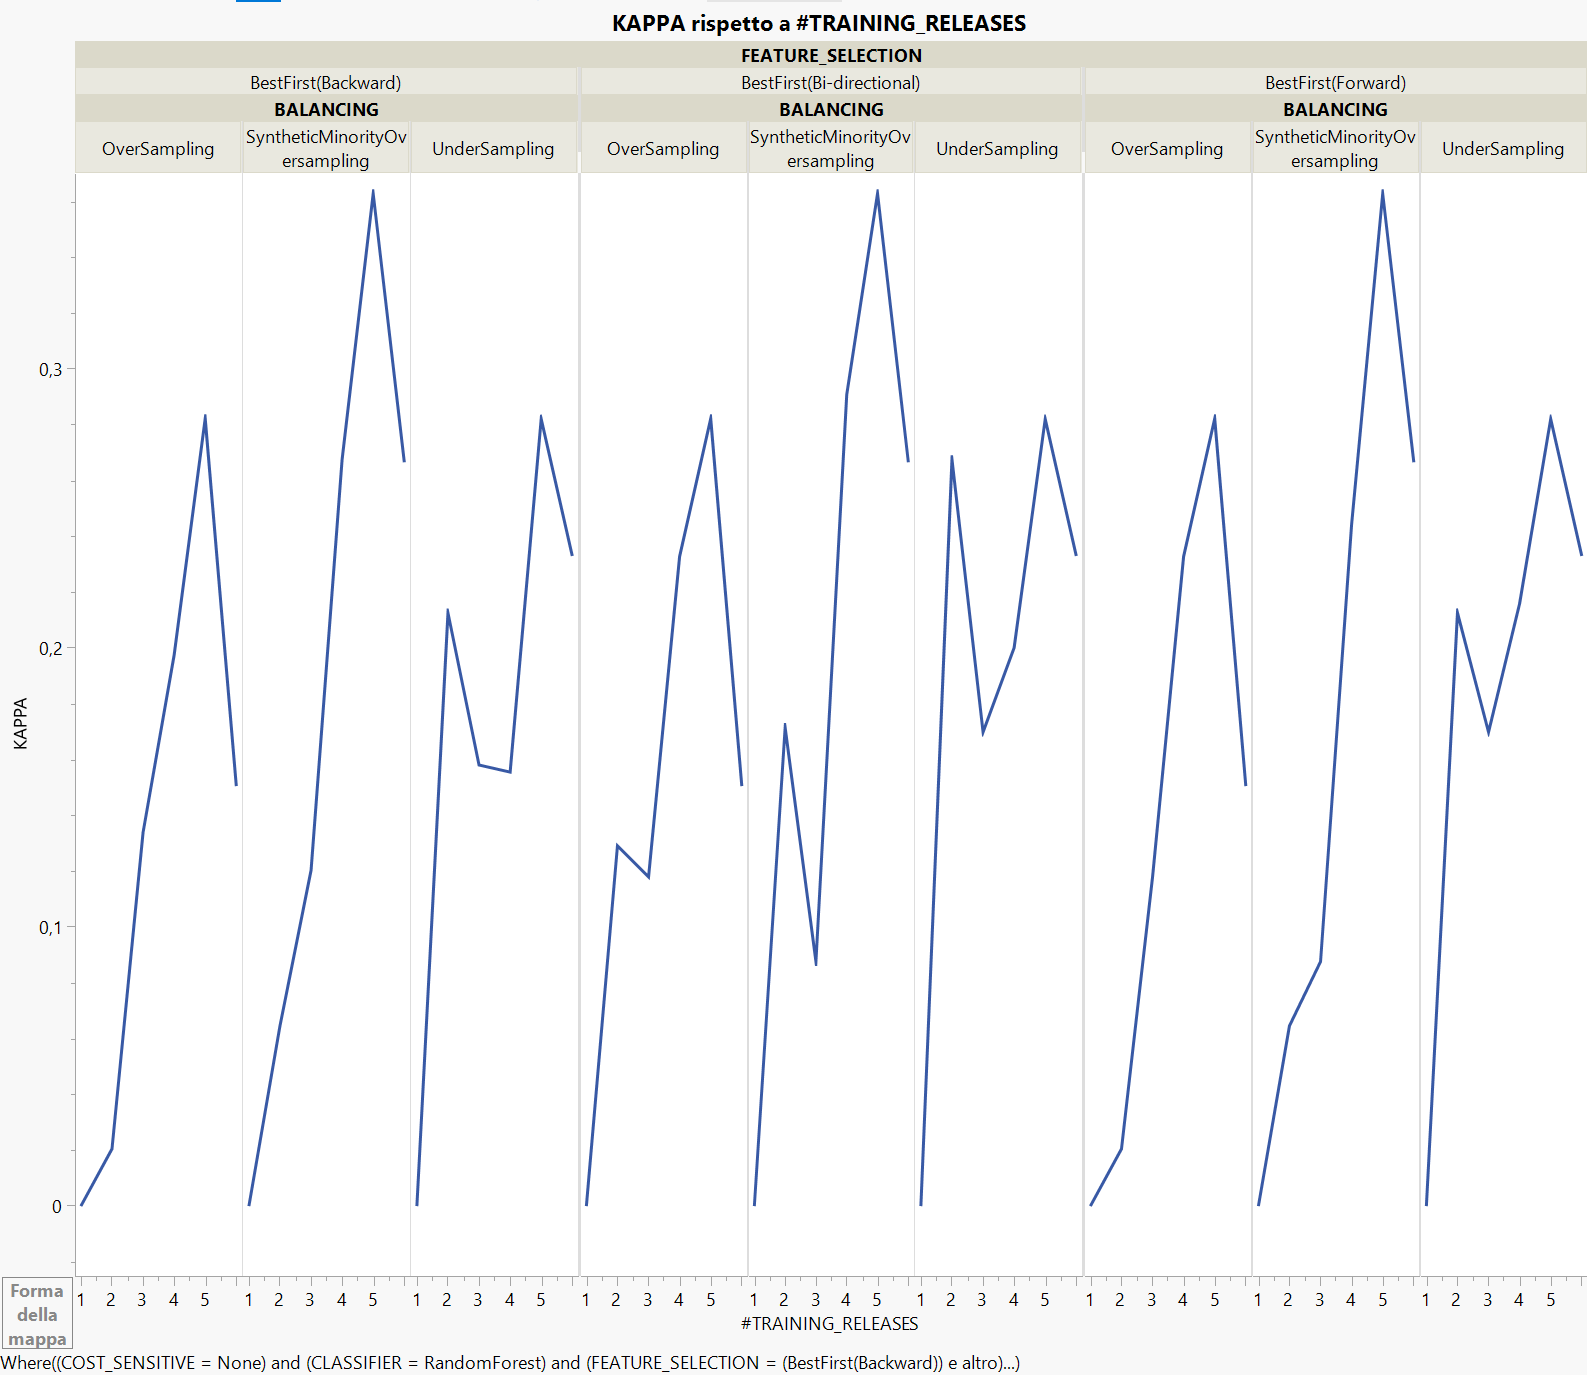 KAPPA rispetto a #TRAINING_RELEASES
FEATURE_SELECTION
BestFirst(Backward) BestFirst(Bi-directional) BestFirst(Forward)
BALANCING BALANCING BALANCING
OverSampling SyntheticMinorityOv UnderSampling OverSampling SyntheticMinorityOv UnderSampling OverSampling SyntheticMinorityOv UnderSampling
ersampling ersampling ersampling
0,3
0,2
KAPPA
0,1
0
1 2 3 4 5 1 2 3 4 5 1 2 3 4 5 1 2 3 4 5 1 2 3 4 5 1 2 3 4 5 1 2 3 4 5 1 2 3 4 5 1 2 3 4 5
#TRAINING_RELEASES
Forma
della
mappa
Where((COST_SENSITIVE = None) and (CLASSIFIER = RandomForest) and (FEATURE_SELECTION = (BestFirst(Backward)) e altro)...)